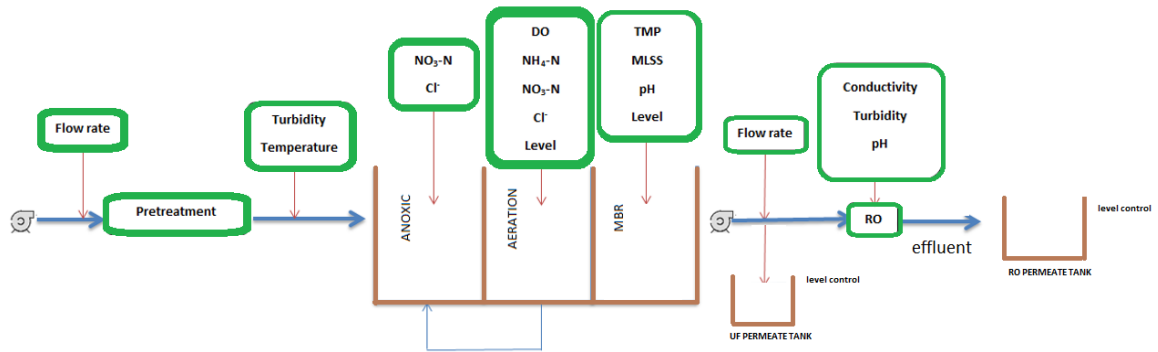 Flow rate
Pretreatment
Turbidity
Temperature
NO₃-N
Cl⁻
DO
NH₄-N
NO₃-N
Cl⁻
Level
TMP
MLSS
pH
Level
ANOXIC
AERATION
MBR
Flow rate
Conductivity
Turbidity
pH
RO
effluent
level control
UF PERMEATE TANK
level control
RO PERMEATE TANK